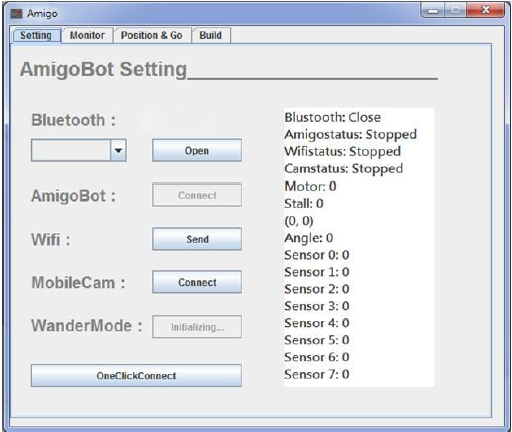 Amigo
Setting Monitor Position & Go Build
AmigoBot Setting
Bluetooth :
Open
AmigoBot :
Connect
Wifi :
Send
MobileCam :
Connect
WanderMode :
Initializing...
OneClickConnect
Blustooth: Close
Amigostatus: Stopped
Wifistatus: Stopped
Camstatus: Stopped
Motor: 0
Stall: 0
(0, 0)
Angle: 0
Sensor 0: 0
Sensor 1: 0
Sensor 2: 0
Sensor 3: 0
Sensor 4: 0
Sensor 5: 0
Sensor 6: 0
Sensor 7: 0